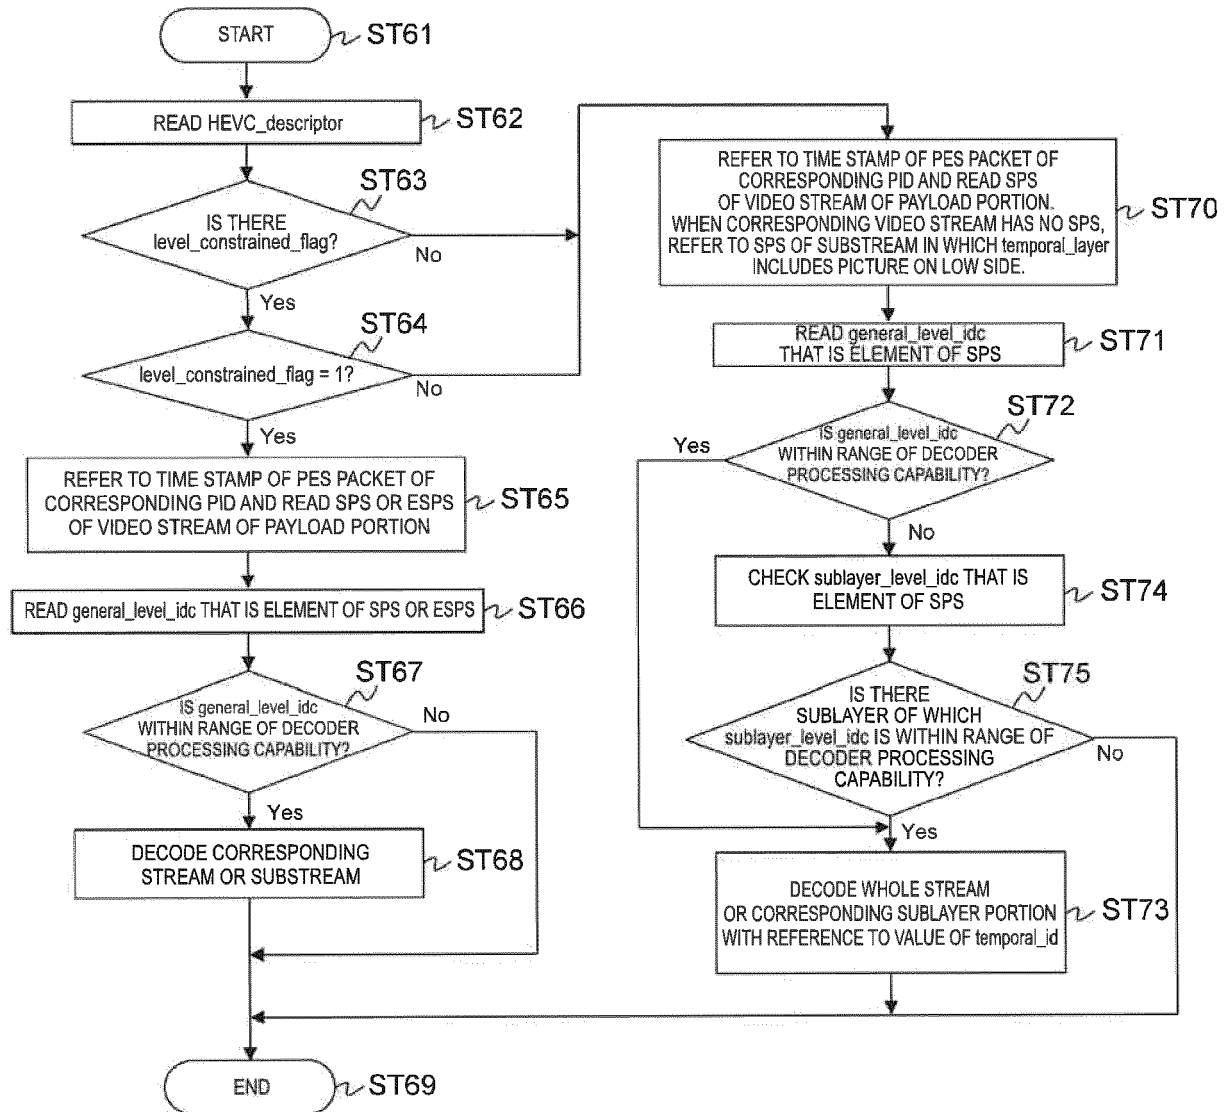 START
ST61
READ HEVC_descriptor
ST62
IS THERE
level_constrained_flag?
ST63
No
Yes
level_constrained_flag = 1?
ST64
No
Yes
REFER TO TIME STAMP OF PES PACKET OF
CORRESPONDING PID AND READ SPS OR ESPS
OF VIDEO STREAM OF PAYLOAD PORTION
ST65
READ general_level_idc THAT IS ELEMENT OF SPS OR ESPS
ST66
IS general_level_idc
WITHIN RANGE OF DECODER
PROCESSING CAPABILITY?
ST67
No
Yes
DECODE CORRESPONDING
STREAM OR SUBSTREAM
ST68
END
ST69
REFER TO TIME STAMP OF PES PACKET OF
CORRESPONDING PID AND READ SPS
OF VIDEO STREAM OF PAYLOAD PORTION.
WHEN CORRESPONDING VIDEO STREAM HAS NO SPS,
REFER TO SPS OF SUBSTREAM IN WHICH temporal_layer
INCLUDES PICTURE ON LOW SIDE.
ST70
READ general_level_idc
THAT IS ELEMENT OF SPS
ST71
IS general_level_idc
WITHIN RANGE OF DECODER
PROCESSING CAPABILITY?
ST72
Yes
No
CHECK sublayer_level_idc THAT IS
ELEMENT OF SPS
ST74
IS THERE
SUBLAYER OF WHICH
sublayer_level_idc IS WITHIN RANGE OF
DECODER PROCESSING
CAPABILITY?
ST75
No
Yes
DECODE WHOLE STREAM
OR CORRESPONDING SUBLAYER PORTION
WITH REFERENCE TO VALUE OF temporal_id
ST73